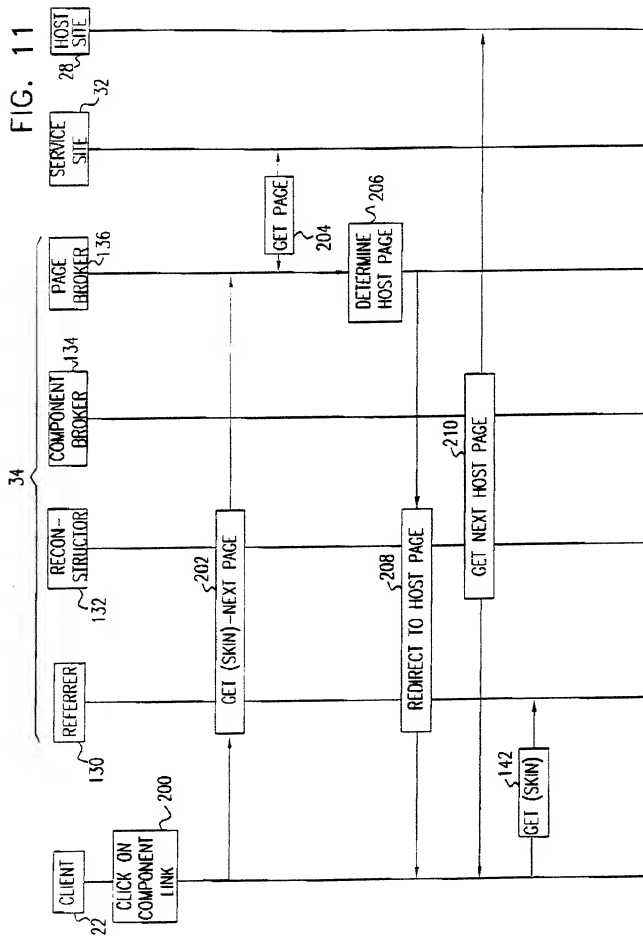 FIG. 11
34
CLIENT
22
REFERRER
130
RECON-
STRUCTOR
132
COMPONENT
BROKER
134
PAGE
BROKER
136
SERVICE
SITE
32
HOST
SITE
28
CLICK ON
COMPONENT
LINK
200
GET (SKIN)-NEXT PAGE
202
GET PAGE
204
DETERMINE
HOST PAGE
206
REDIRECT TO HOST PAGE
208
GET NEXT HOST PAGE
210
GET (SKIN)
142